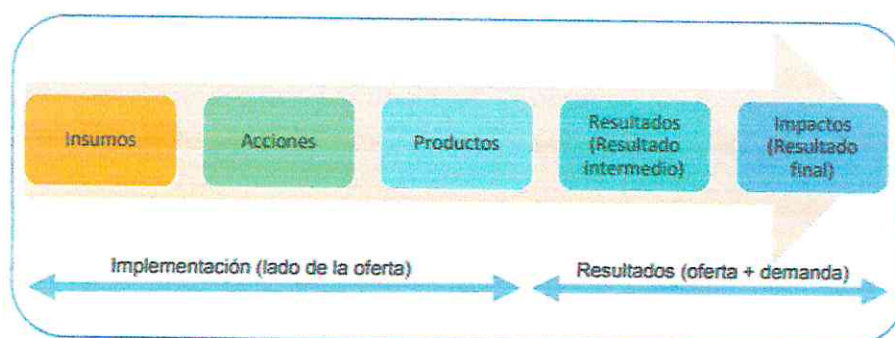 Insumos
Acciones
Productos
Resultados
(Resultado
intermedio)
Impactos
(Resultado
final)
Implementación (lado de la oferta)
Resultados (oferta + demanda)